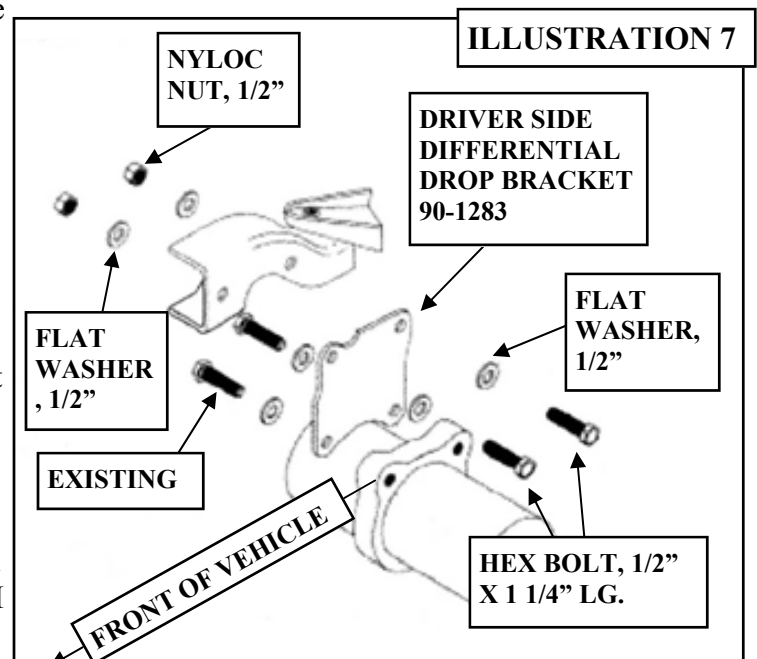 ILLUSTRATION 7
NYLOC
NUT, 1/2”
DRIVER SIDE
DIFFERENTIAL
DROP BRACKET
90-1283
FLAT
WASHER,
1/2”
FLAT
WASHER
, 1/2”
EXISTING
HEX BOLT, 1/2”
X 1 1/4” LG.
FRONT OF VEHICLE